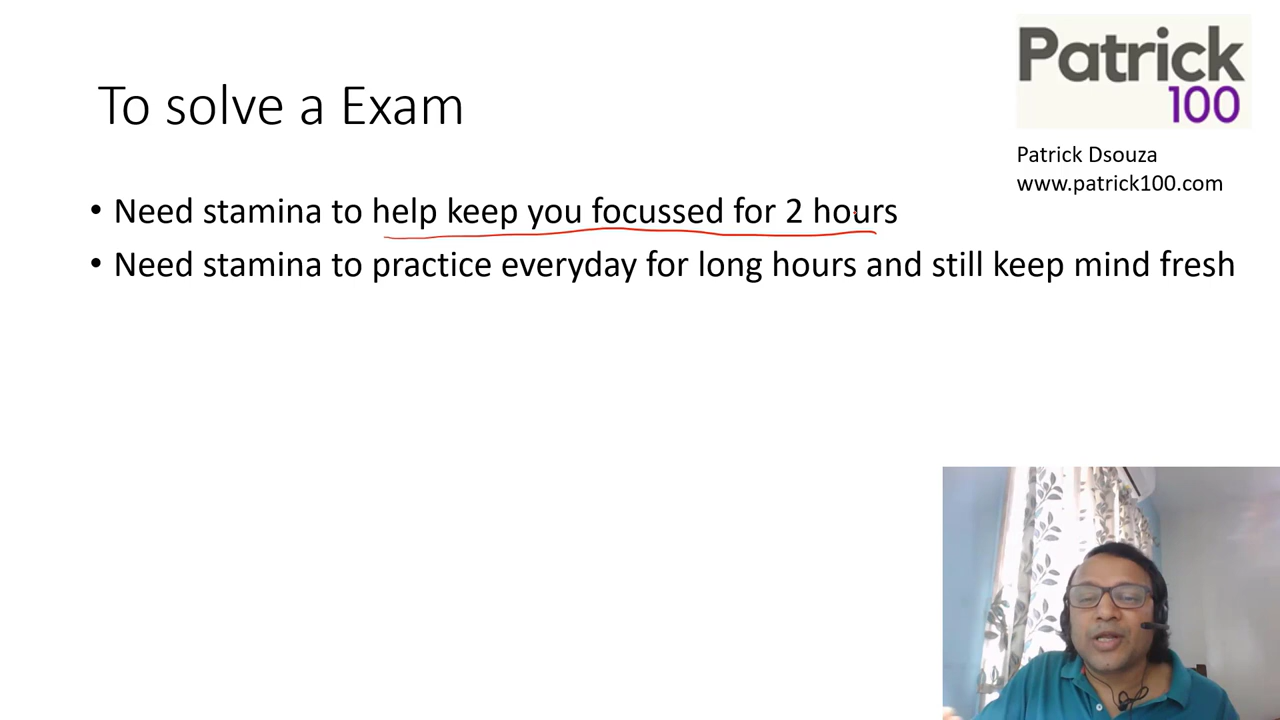 Patrick
100
To solve a Exam
Patrick Dsouza
www.patrick100.com
• Need stamina to help keep you focussed for 2 hours
• Need stamina to practice everyday for long hours and still keep mind fresh